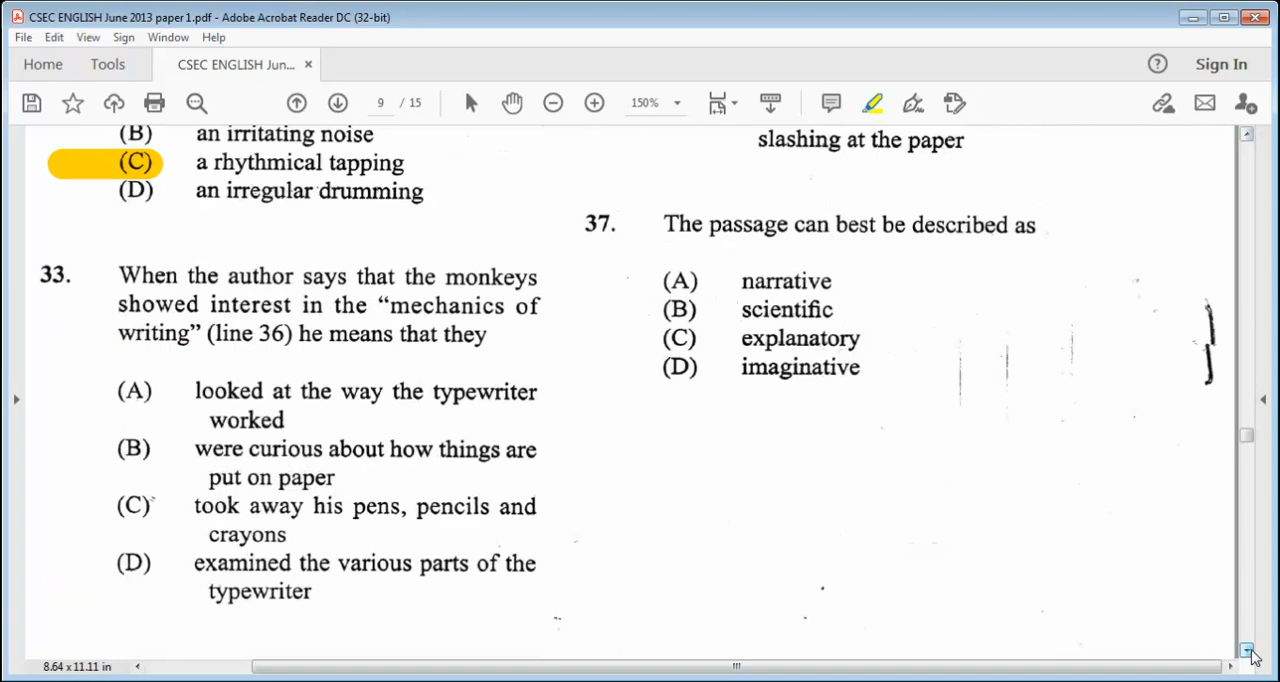 CSEC ENGLISH June 2013 paper 1.pdf - Adobe Acrobat Reader DC (32-bit)
File Edit View Sign Window Help
Home Tools CSEC ENGLISH Jun... × Sign In
9 / 15 150%
(B) an irritating noise
(C) a rhythmical tapping
(D) an irregular drumming
33. When the author says that the monkeys
showed interest in the “mechanics of
writing” (line 36) he means that they
(A) looked at the way the typewriter
worked
(B) were curious about how things are
put on paper
(C) took away his pens, pencils and
crayons
(D) examined the various parts of the
typewriter
slashing at the paper
37. The passage can best be described as
(A) narrative
(B) scientific
(C) explanatory
(D) imaginative
8.64 x 11.11 in